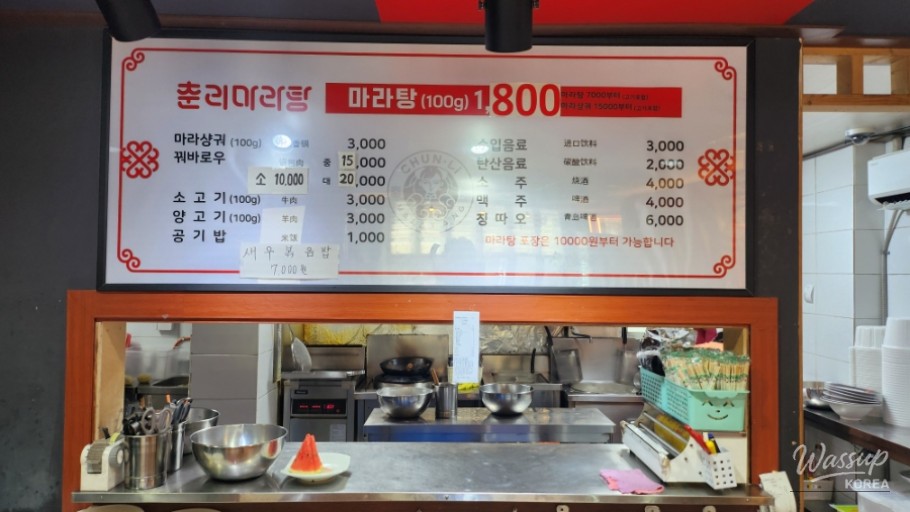 춘리마라탕
마라탕 (100g) 1,800
마라탕 7000부터
마라샹궈 15000부터
마라샹궈 (100g) 3,000
꿔바로우 중 15,000
소 10.000 대 20,000
소고기 (100g) 牛肉 3,000
양고기 (100g) 羊肉 3,000
공기밥 米饭 1,000
새우볶음밥
7,000원
수입음료 进口饮料 3,000
탄산음료 碳酸饮料 2,000
소주 烧酒 4,000
맥주 啤酒 4,000
칭따오 青岛啤酒 6,000
마라탕 포장은 10000원부터 가능합니다
CHUN-LI
Wassup
KOREA